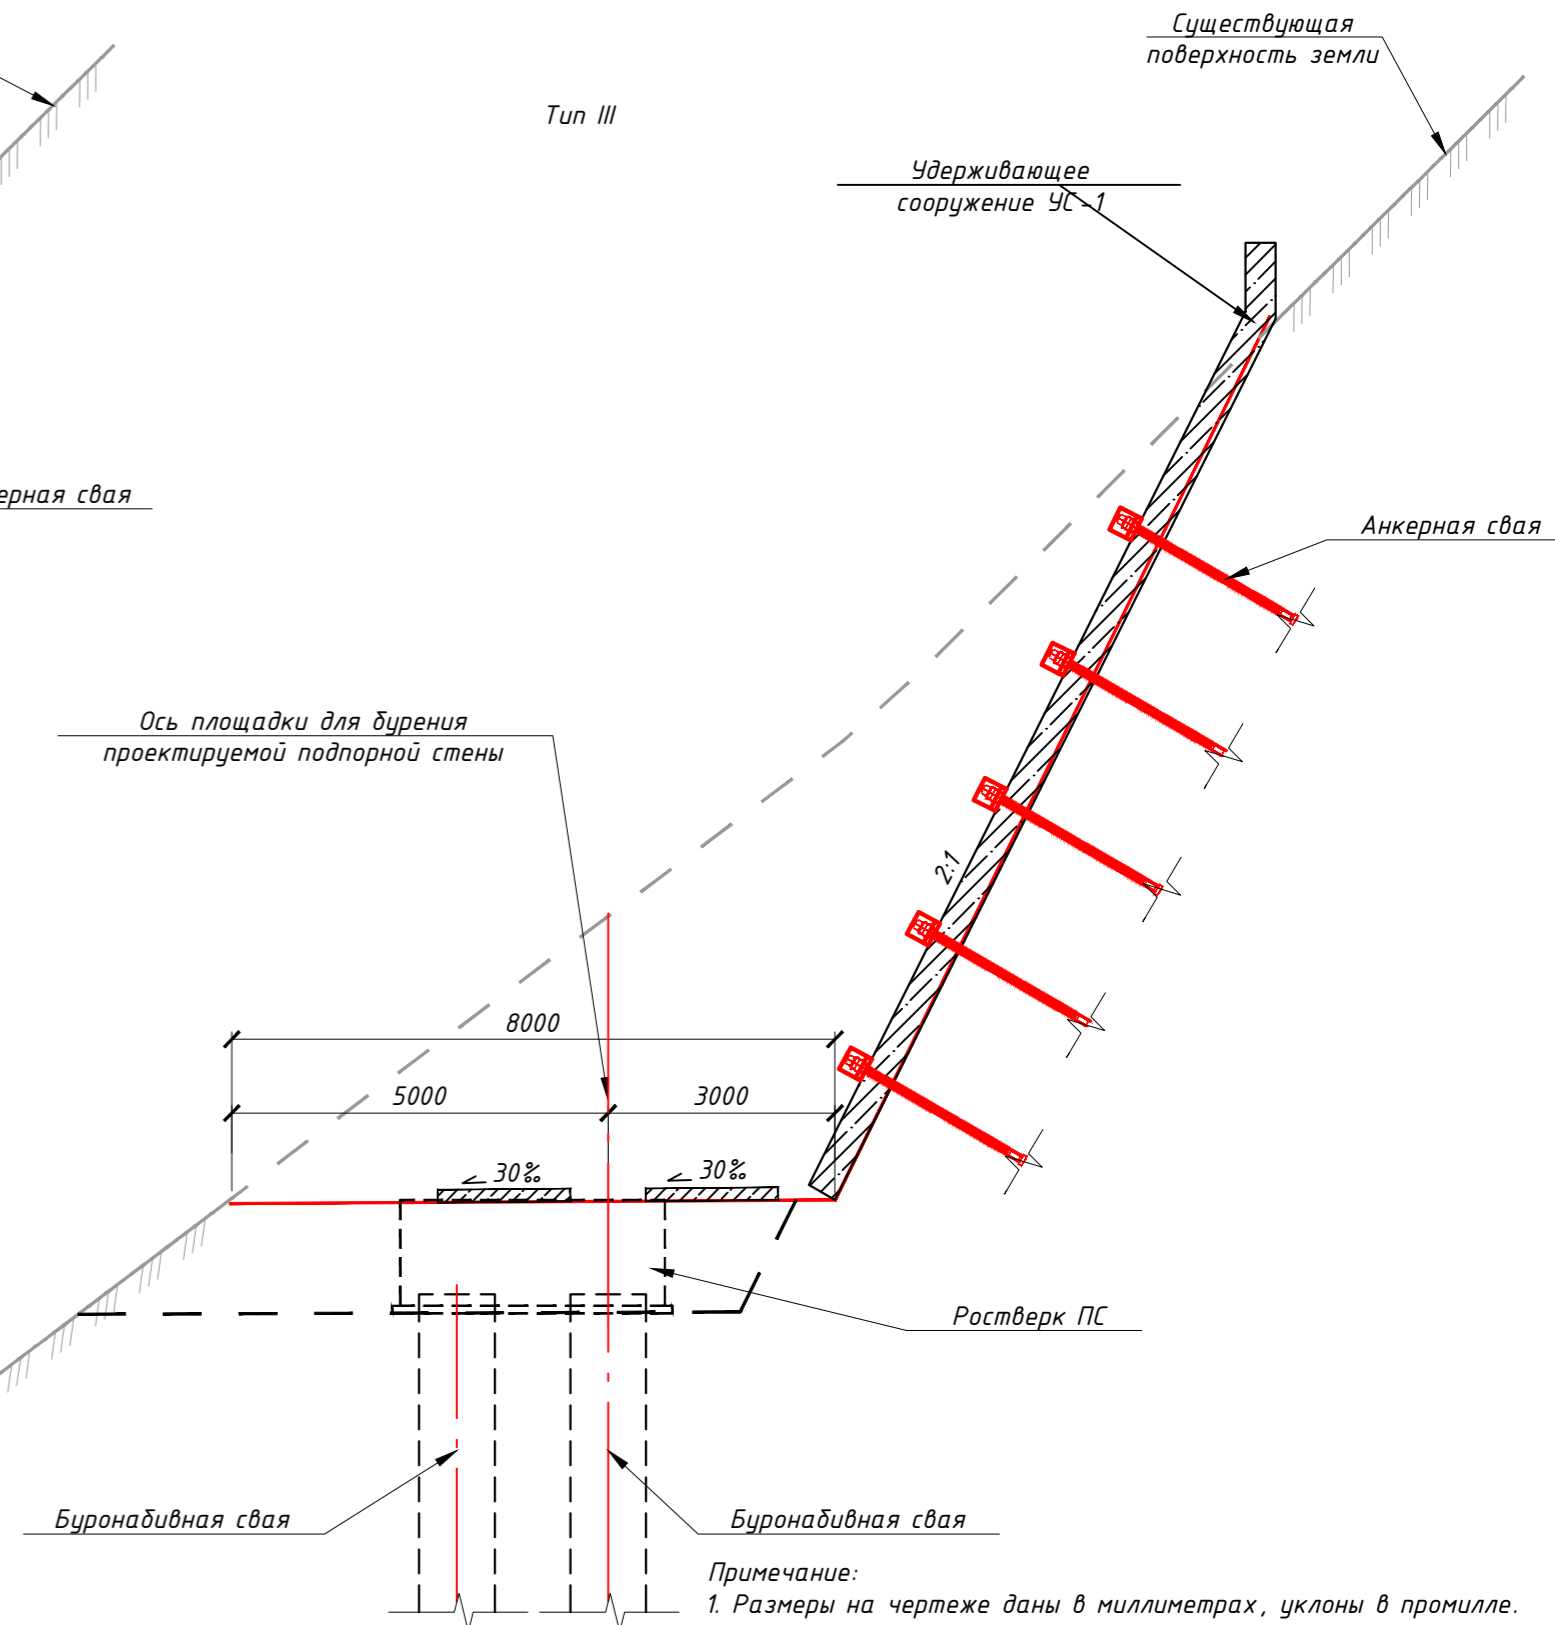 Существующая
поверхность земли
Тип III
Удерживающее
сооружение УС-1
ерная свая
Анкерная свая
Ось площадки для бурения
проектируемой подпорной стены
2:1
8000
5000
3000
30‰
30‰
Ростверк ПС
Буронабивная свая
Буронабивная свая
Примечание:
1. Размеры на чертеже даны в миллиметрах, уклоны в промилле.